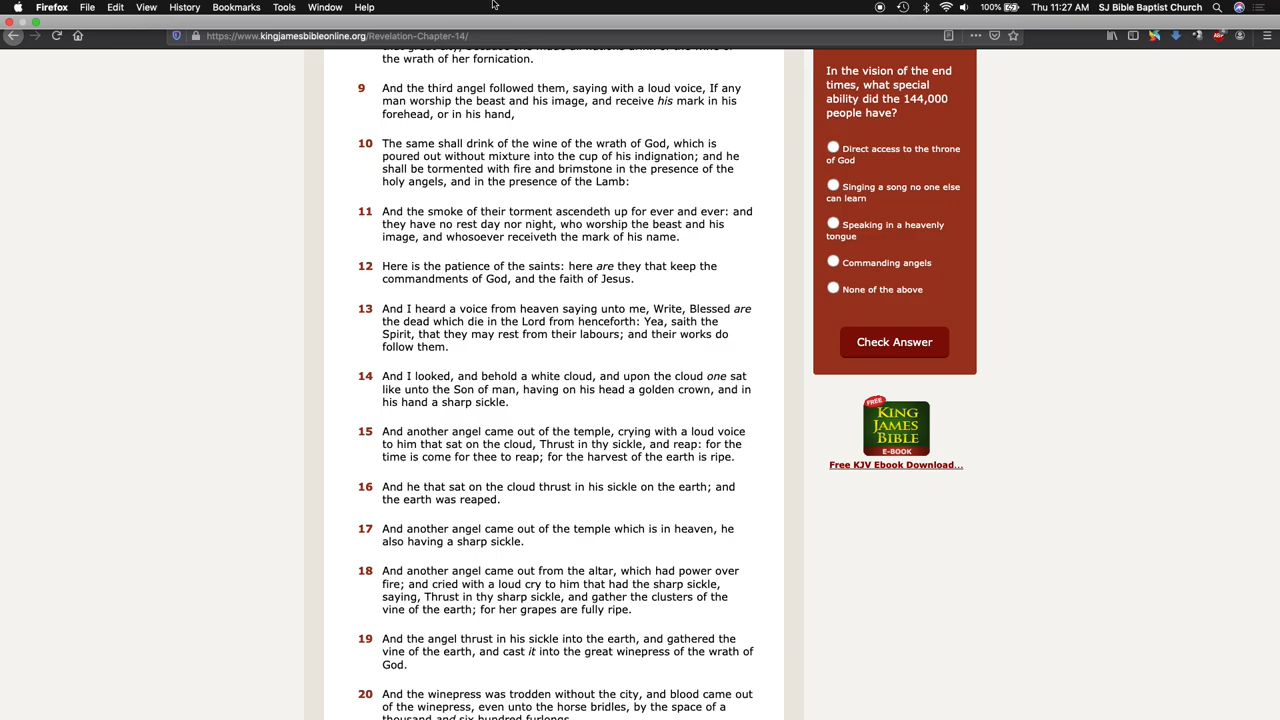 Firefox File Edit View History Bookmarks Tools Window Help 100% Thu 11:27 AM SJ Bible Baptist Church
https://www.kingjamesbibleonline.org/Revelation-Chapter-14/
that great city, because she made all nations drink of the wine of
the wrath of her fornication.
9 And the third angel followed them, saying with a loud voice, If any
man worship the beast and his image, and receive his mark in his
forehead, or in his hand,
10 The same shall drink of the wine of the wrath of God, which is
poured out without mixture into the cup of his indignation; and he
shall be tormented with fire and brimstone in the presence of the
holy angels, and in the presence of the Lamb:
11 And the smoke of their torment ascendeth up for ever and ever: and
they have no rest day nor night, who worship the beast and his
image, and whosoever receiveth the mark of his name.
12 Here is the patience of the saints: here are they that keep the
commandments of God, and the faith of Jesus.
13 And I heard a voice from heaven saying unto me, Write, Blessed are
the dead which die in the Lord from henceforth: Yea, saith the
Spirit, that they may rest from their labours; and their works do
follow them.
14 And I looked, and behold a white cloud, and upon the cloud one sat
like unto the Son of man, having on his head a golden crown, and in
his hand a sharp sickle.
15 And another angel came out of the temple, crying with a loud voice
to him that sat on the cloud, Thrust in thy sickle, and reap: for the
time is come for thee to reap; for the harvest of the earth is ripe.
16 And he that sat on the cloud thrust in his sickle on the earth; and
the earth was reaped.
17 And another angel came out of the temple which is in heaven, he
also having a sharp sickle.
18 And another angel came out from the altar, which had power over
fire; and cried with a loud cry to him that had the sharp sickle,
saying, Thrust in thy sharp sickle, and gather the clusters of the
vine of the earth; for her grapes are fully ripe.
19 And the angel thrust in his sickle into the earth, and gathered the
vine of the earth, and cast it into the great winepress of the wrath of
God.
20 And the winepress was trodden without the city, and blood came out
of the winepress, even unto the horse bridles, by the space of a
thousand and six hundred furlongs.
In the vision of the end
times, what special
ability did the 144,000
people have?
Direct access to the throne
of God
Singing a song no one else
can learn
Speaking in a heavenly
tongue
Commanding angels
None of the above
Check Answer
FREE
KING
JAMES
BIBLE
E-BOOK
Free KJV Ebook Download...